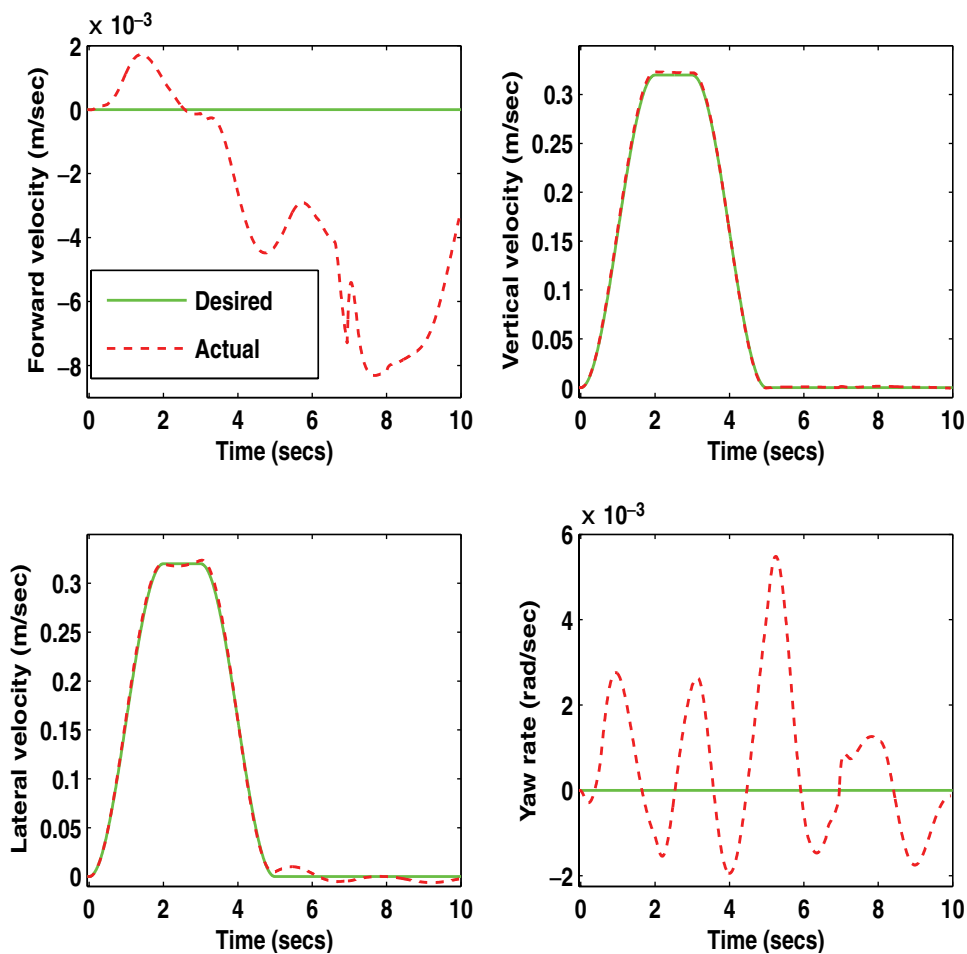 x 10⁻³
2
0
−2
−4
−6
−8
Forward velocity (m/sec)
Desired
Actual
0 2 4 6 8 10
Time (secs)
0.3
0.25
0.2
0.15
0.1
0.05
0
Vertical velocity (m/sec)
0 2 4 6 8 10
Time (secs)
0.3
0.25
0.2
0.15
0.1
0.05
0
Lateral velocity (m/sec)
0 2 4 6 8 10
Time (secs)
x 10⁻³
6
4
2
0
−2
Yaw rate (rad/sec)
0 2 4 6 8 10
Time (secs)